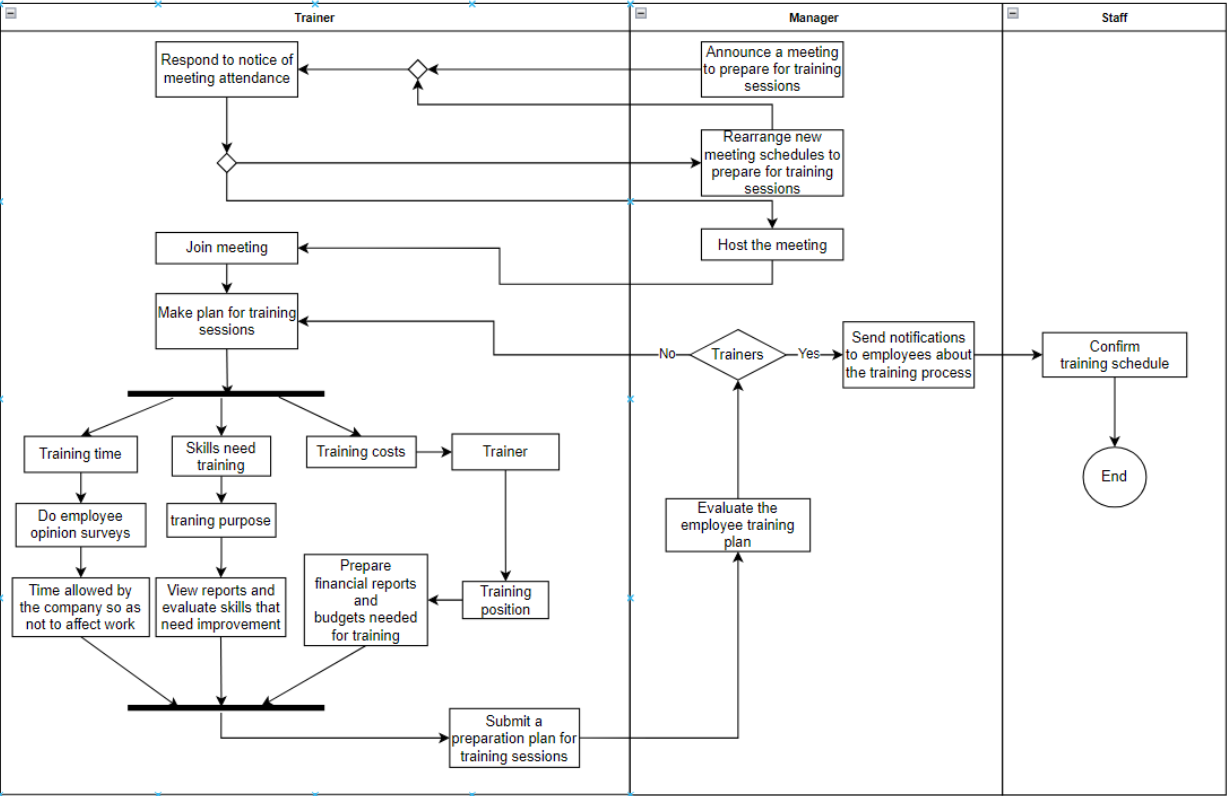 Trainer
Manager
Staff
Respond to notice of
meeting attendance
Announce a meeting
to prepare for training
sessions
Rearrange new
meeting schedules to
prepare for training
sessions
Join meeting
Host the meeting
Make plan for training
sessions
No
Trainers
Yes
Send notifications
to employees about
the training process
Confirm
training schedule
Training time
Skills need
training
Training costs
Trainer
End
Do employee
opinion surveys
traning purpose
Evaluate the
employee training
plan
Time allowed by
the company so as
not to affect work
View reports and
evaluate skills that
need improvement
Prepare
financial reports
and
budgets needed
for training
Training
position
Submit a
preparation plan for
training sessions